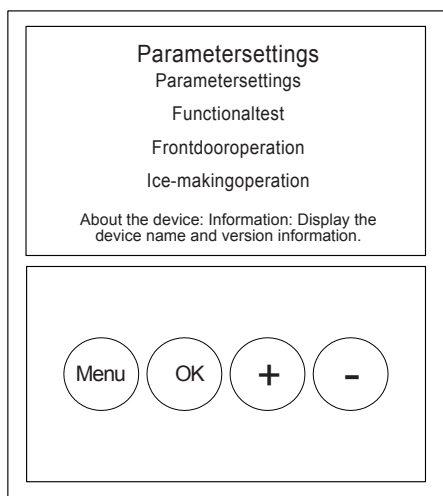 Parametersettings
Parametersettings
Functionaltest
Frontdooroperation
Ice-makingoperation
About the device: Information: Display the
device name and version information.
Menu OK + -